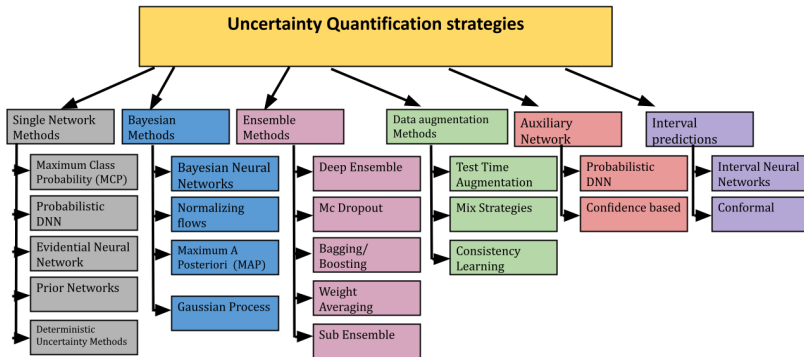 Uncertainty Quantification strategies
Single Network
Methods
Maximum Class
Probability (MCP)
Probabilistic
DNN
Evidential Neural
Network
Prior Networks
Deterministic
Uncertainty Methods
Bayesian
Methods
Bayesian Neural
Networks
Normalizing
flows
Maximum A
Posteriori (MAP)
Gaussian Process
Ensemble
Methods
Deep Ensemble
Mc Dropout
Bagging/
Boosting
Weight
Averaging
Sub Ensemble
Data augmentation
Methods
Test Time
Augmentation
Mix Strategies
Consistency
Learning
Auxiliary
Network
Probabilistic
DNN
Confidence based
Interval
predictions
Interval Neural
Networks
Conformal